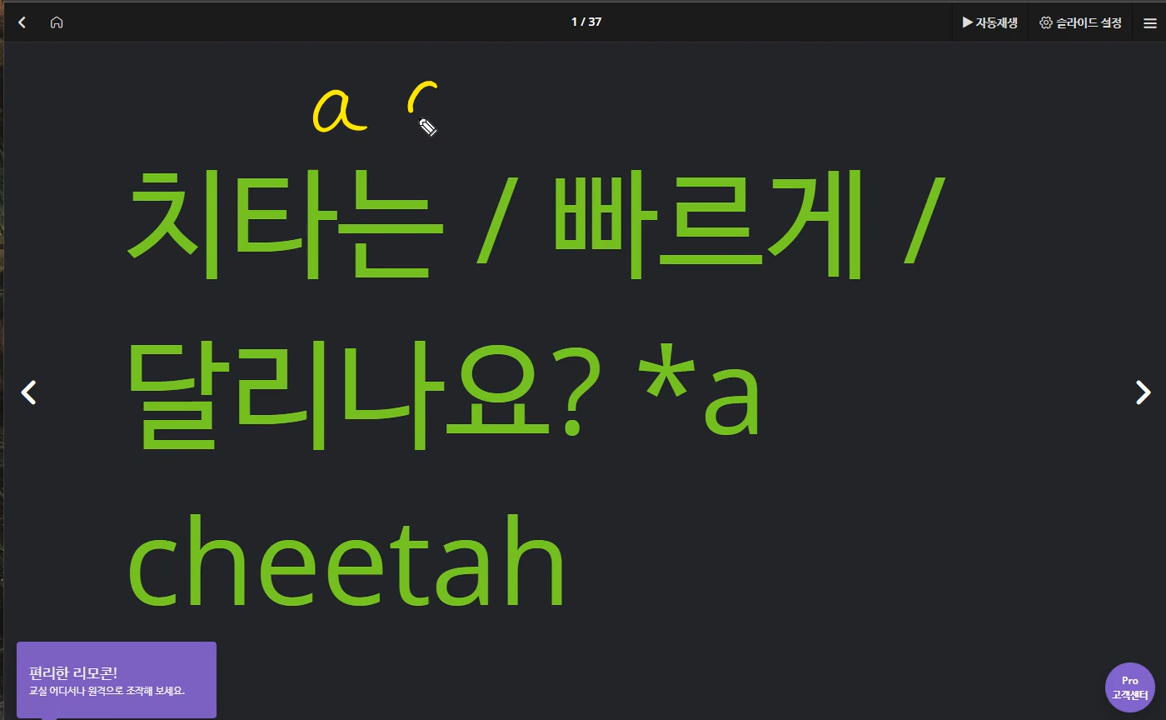 1 / 37
▶ 자동재생
슬라이드 설정
a c
치타는 / 빠르게 /
달리나요? *a
cheetah
편리한 리모콘!
교실 어디서나 원격으로 조작해 보세요.
Pro
고객센터